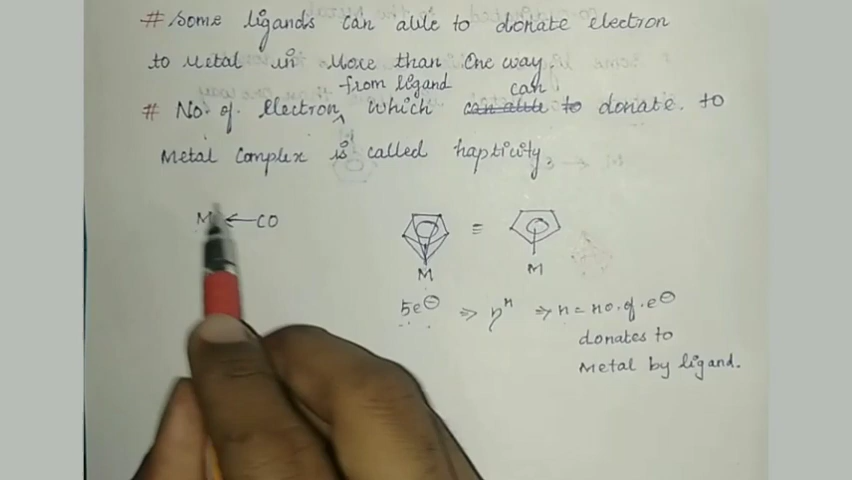 # Some ligands can able to donate electron
to Metal in More than One way.
from ligand can
# No. of. Electron ‸ which can able to donate. to
Metal Complex is called hapticity.
M ← CO
≡
M
M
5e⊖ ⇒ ηⁿ ⇒ n = no. of. e⊖
donates to
Metal by ligand.